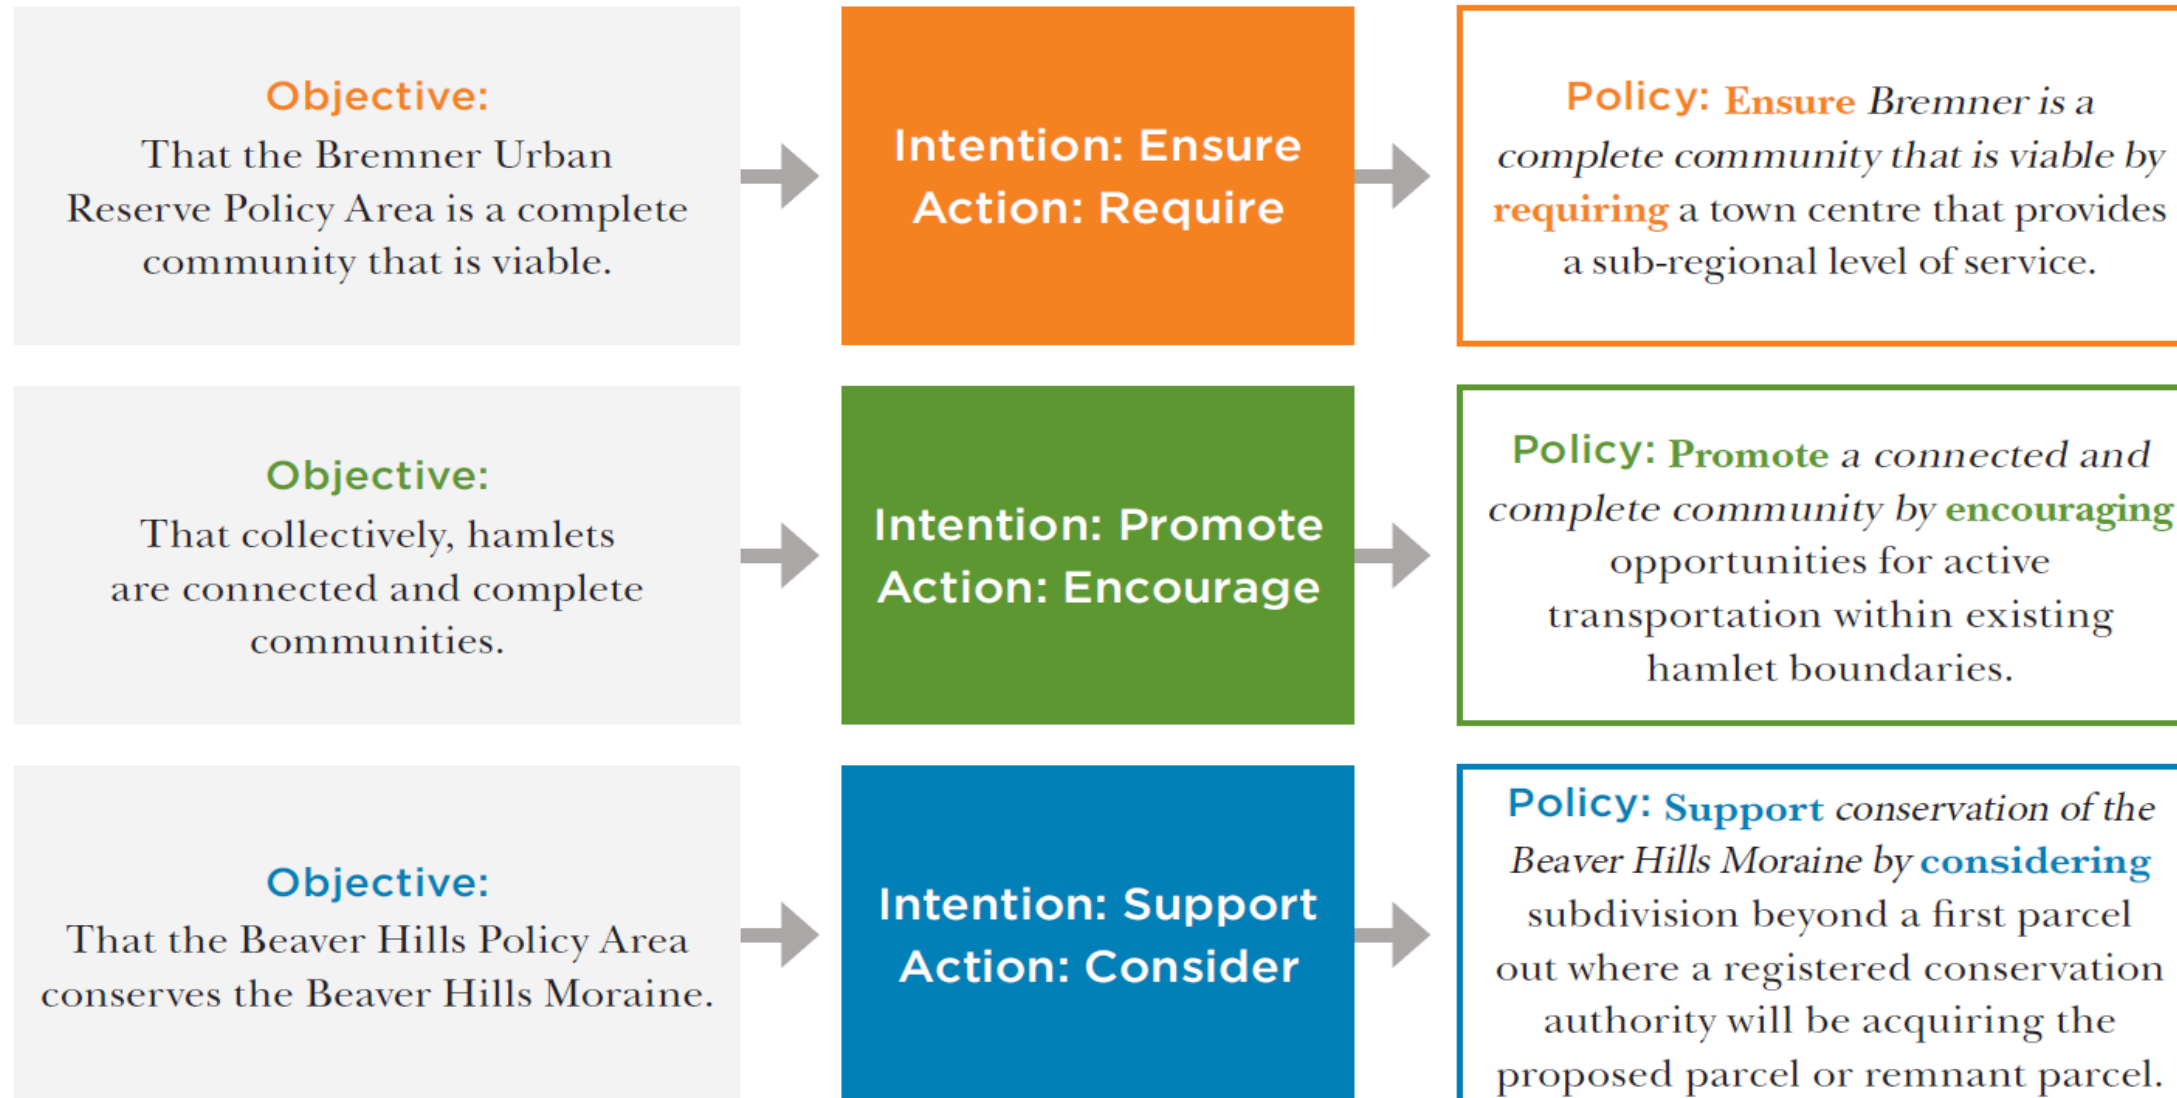 Objective:
That the Bremner Urban
Reserve Policy Area is a complete
community that is viable.
Intention: Ensure
Action: Require
Policy: Ensure Bremner is a
complete community that is viable by
requiring a town centre that provides
a sub-regional level of service.
Objective:
That collectively, hamlets
are connected and complete
communities.
Intention: Promote
Action: Encourage
Policy: Promote a connected and
complete community by encouraging
opportunities for active
transportation within existing
hamlet boundaries.
Objective:
That the Beaver Hills Policy Area
conserves the Beaver Hills Moraine.
Intention: Support
Action: Consider
Policy: Support conservation of the
Beaver Hills Moraine by considering
subdivision beyond a first parcel
out where a registered conservation
authority will be acquiring the
proposed parcel or remnant parcel.